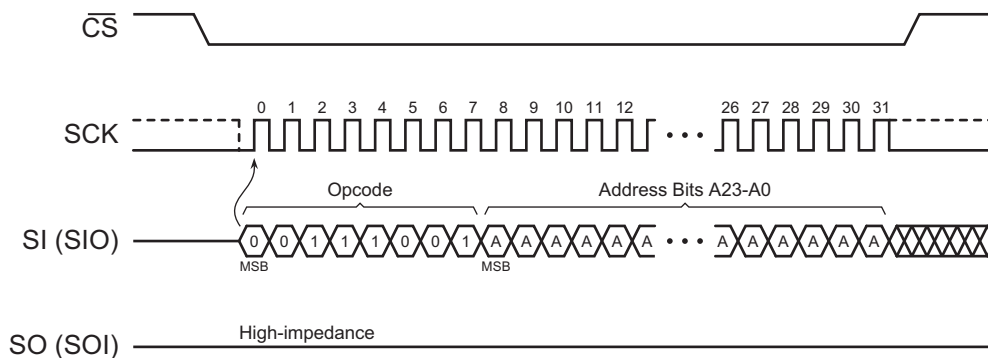 CS
0 1 2 3 4 5 6 7 8 9 10 11 12 26 27 28 29 30 31
SCK
Opcode Address Bits A23-A0
SI (SIO) 0 0 1 1 1 0 0 1 A A A A A A A A A A A A
MSB MSB
High-impedance
SO (SOI)